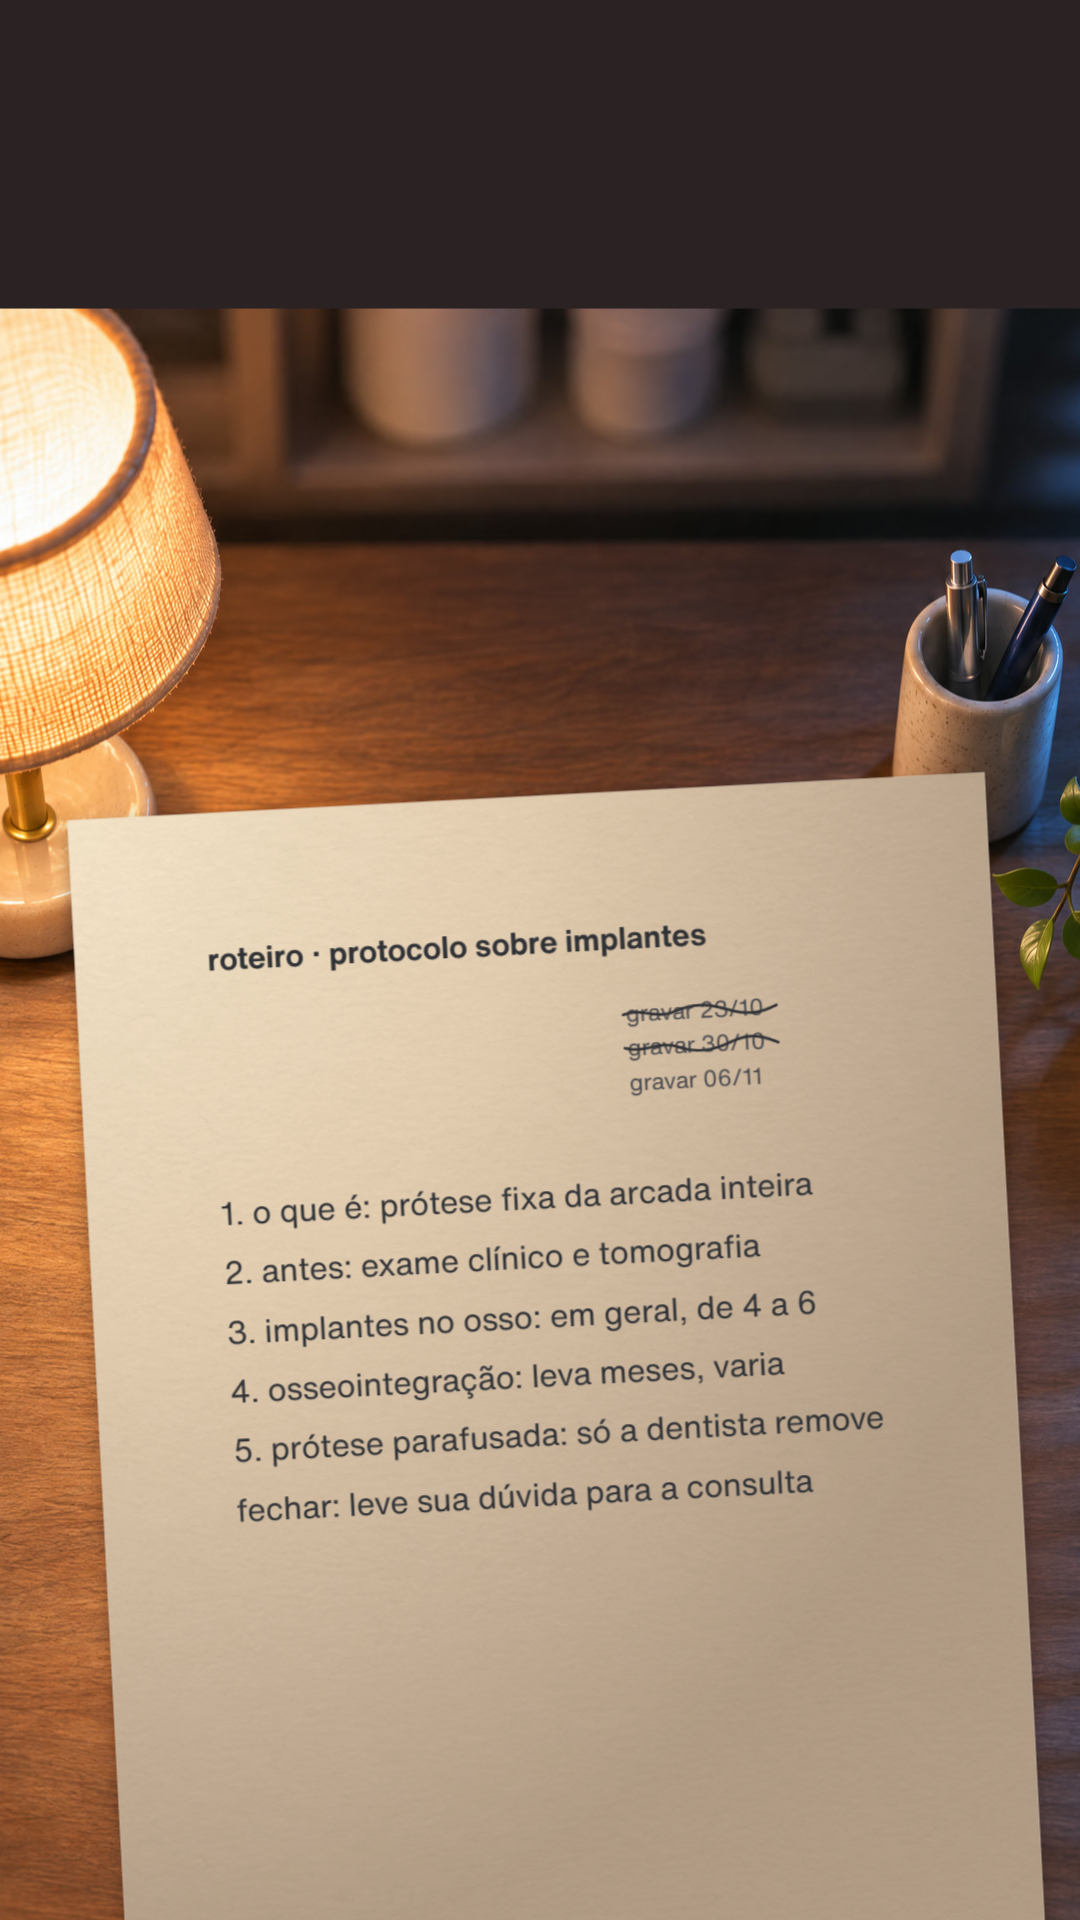 roteiro · protocolo sobre implantes
gravar 23/10
gravar 30/10
gravar 06/11
1. o que é: prótese fixa da arcada inteira
2. antes: exame clínico e tomografia
3. implantes no osso: em geral, de 4 a 6
4. osseointegração: leva meses, varia
5. prótese parafusada: só a dentista remove
fechar: leve sua dúvida para a consulta